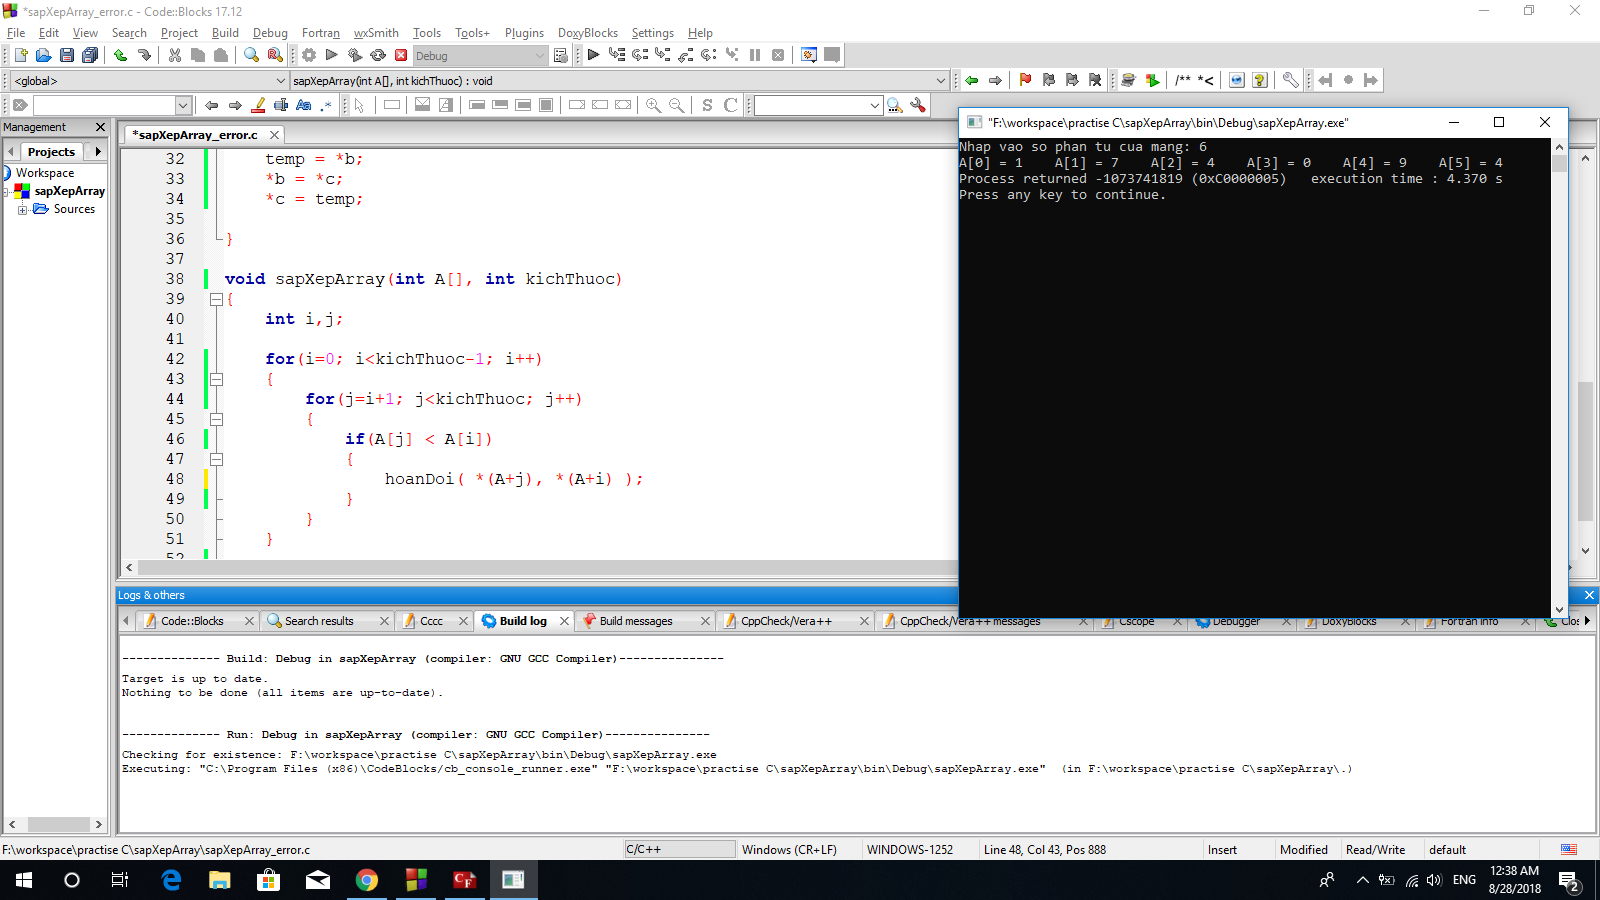 *sapXepArray_error.c - Code::Blocks 17.12
File Edit View Search Project Build Debug Fortran wxSmith Tools Tools+ Plugins DoxyBlocks Settings Help
Debug
<global>
sapXepArray(int A[], int kichThuoc) : void
/** *<
Aa .* S C
Management
Projects
Workspace
sapXepArray
Sources
*sapXepArray_error.c
32 temp = *b;
33 *b = *c;
34 *c = temp;
35
36 }
37
38 void sapXepArray(int A[], int kichThuoc)
39 {
40 int i,j;
41
42 for(i=0; i<kichThuoc-1; i++)
43 {
44 for(j=i+1; j<kichThuoc; j++)
45 {
46 if(A[j] < A[i])
47 {
48 hoanDoi( *(A+j), *(A+i) );
49 }
50 }
51 }
52
"F:\workspace\practise C\sapXepArray\bin\Debug\sapXepArray.exe"
Nhap vao so phan tu cua mang: 6
A[0] = 1 A[1] = 7 A[2] = 4 A[3] = 0 A[4] = 9 A[5] = 4
Process returned -1073741819 (0xC0000005) execution time : 4.370 s
Press any key to continue.
Logs & others
Code::Blocks Search results Cccc Build log Build messages CppCheck/Vera++ CppCheck/Vera++ messages Cscope Debugger DoxyBlocks Fortran info Clos
-------------- Build: Debug in sapXepArray (compiler: GNU GCC Compiler)---------------
Target is up to date.
Nothing to be done (all items are up-to-date).
-------------- Run: Debug in sapXepArray (compiler: GNU GCC Compiler)---------------
Checking for existence: F:\workspace\practise C\sapXepArray\bin\Debug\sapXepArray.exe
Executing: "C:\Program Files (x86)\CodeBlocks/cb_console_runner.exe" "F:\workspace\practise C\sapXepArray\bin\Debug\sapXepArray.exe" (in F:\workspace\practise C\sapXepArray\.)
F:\workspace\practise C\sapXepArray\sapXepArray_error.c C/C++ Windows (CR+LF) WINDOWS-1252 Line 48, Col 43, Pos 888 Insert Modified Read/Write default
ENG
12:38 AM
8/28/2018
2